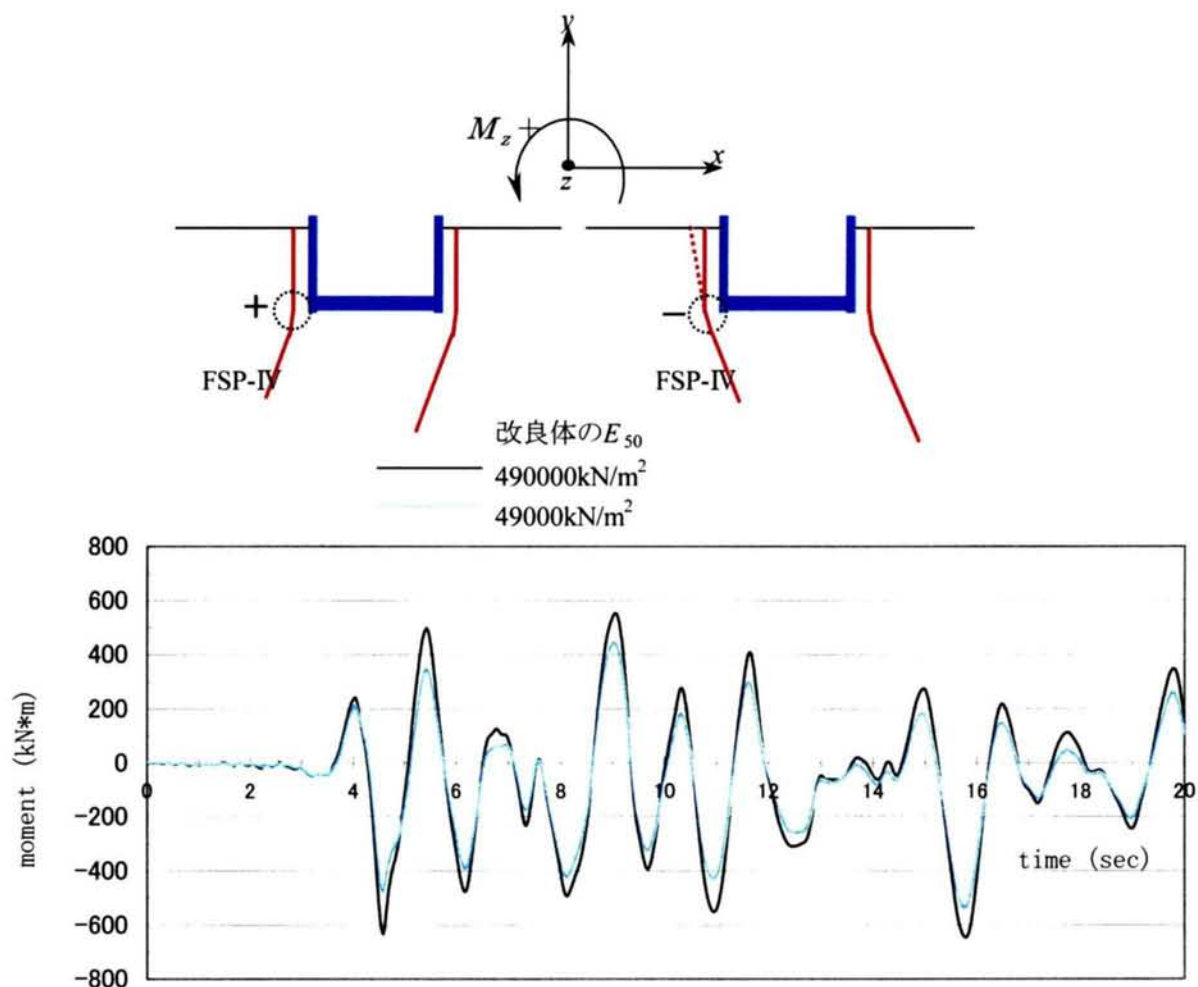 y
M z +
z
x
+
−
FSP-IV
FSP-IV
改良体のE50
490000kN/m2
49000kN/m2
800
600
400
200
0
−200
−400
−600
−800
moment (kN*m)
0 2 4 6 8 10 12 14 16 18 20
time (sec)